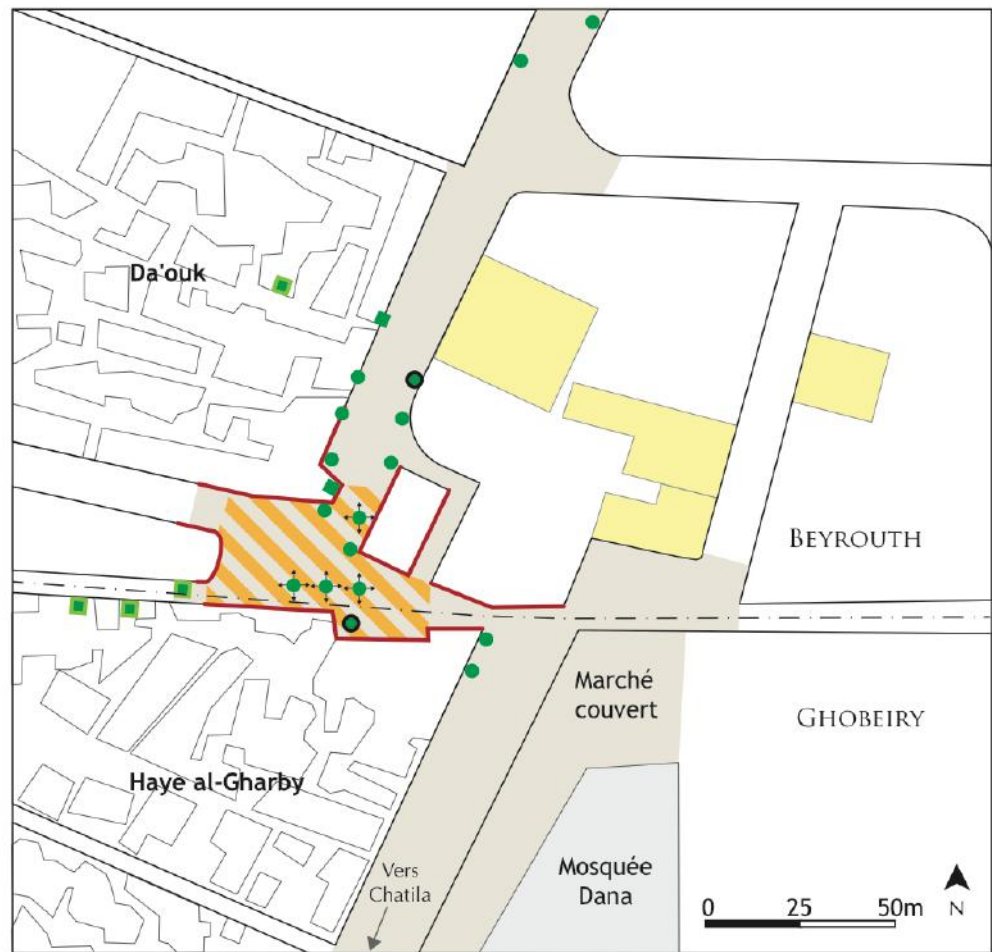 Da'ouk
BEYROUTH
Marché
couvert
GHOBEIRY
Haye al-Gharby
Vers
Chatila
Mosquée
Dana
0 25 50m
N